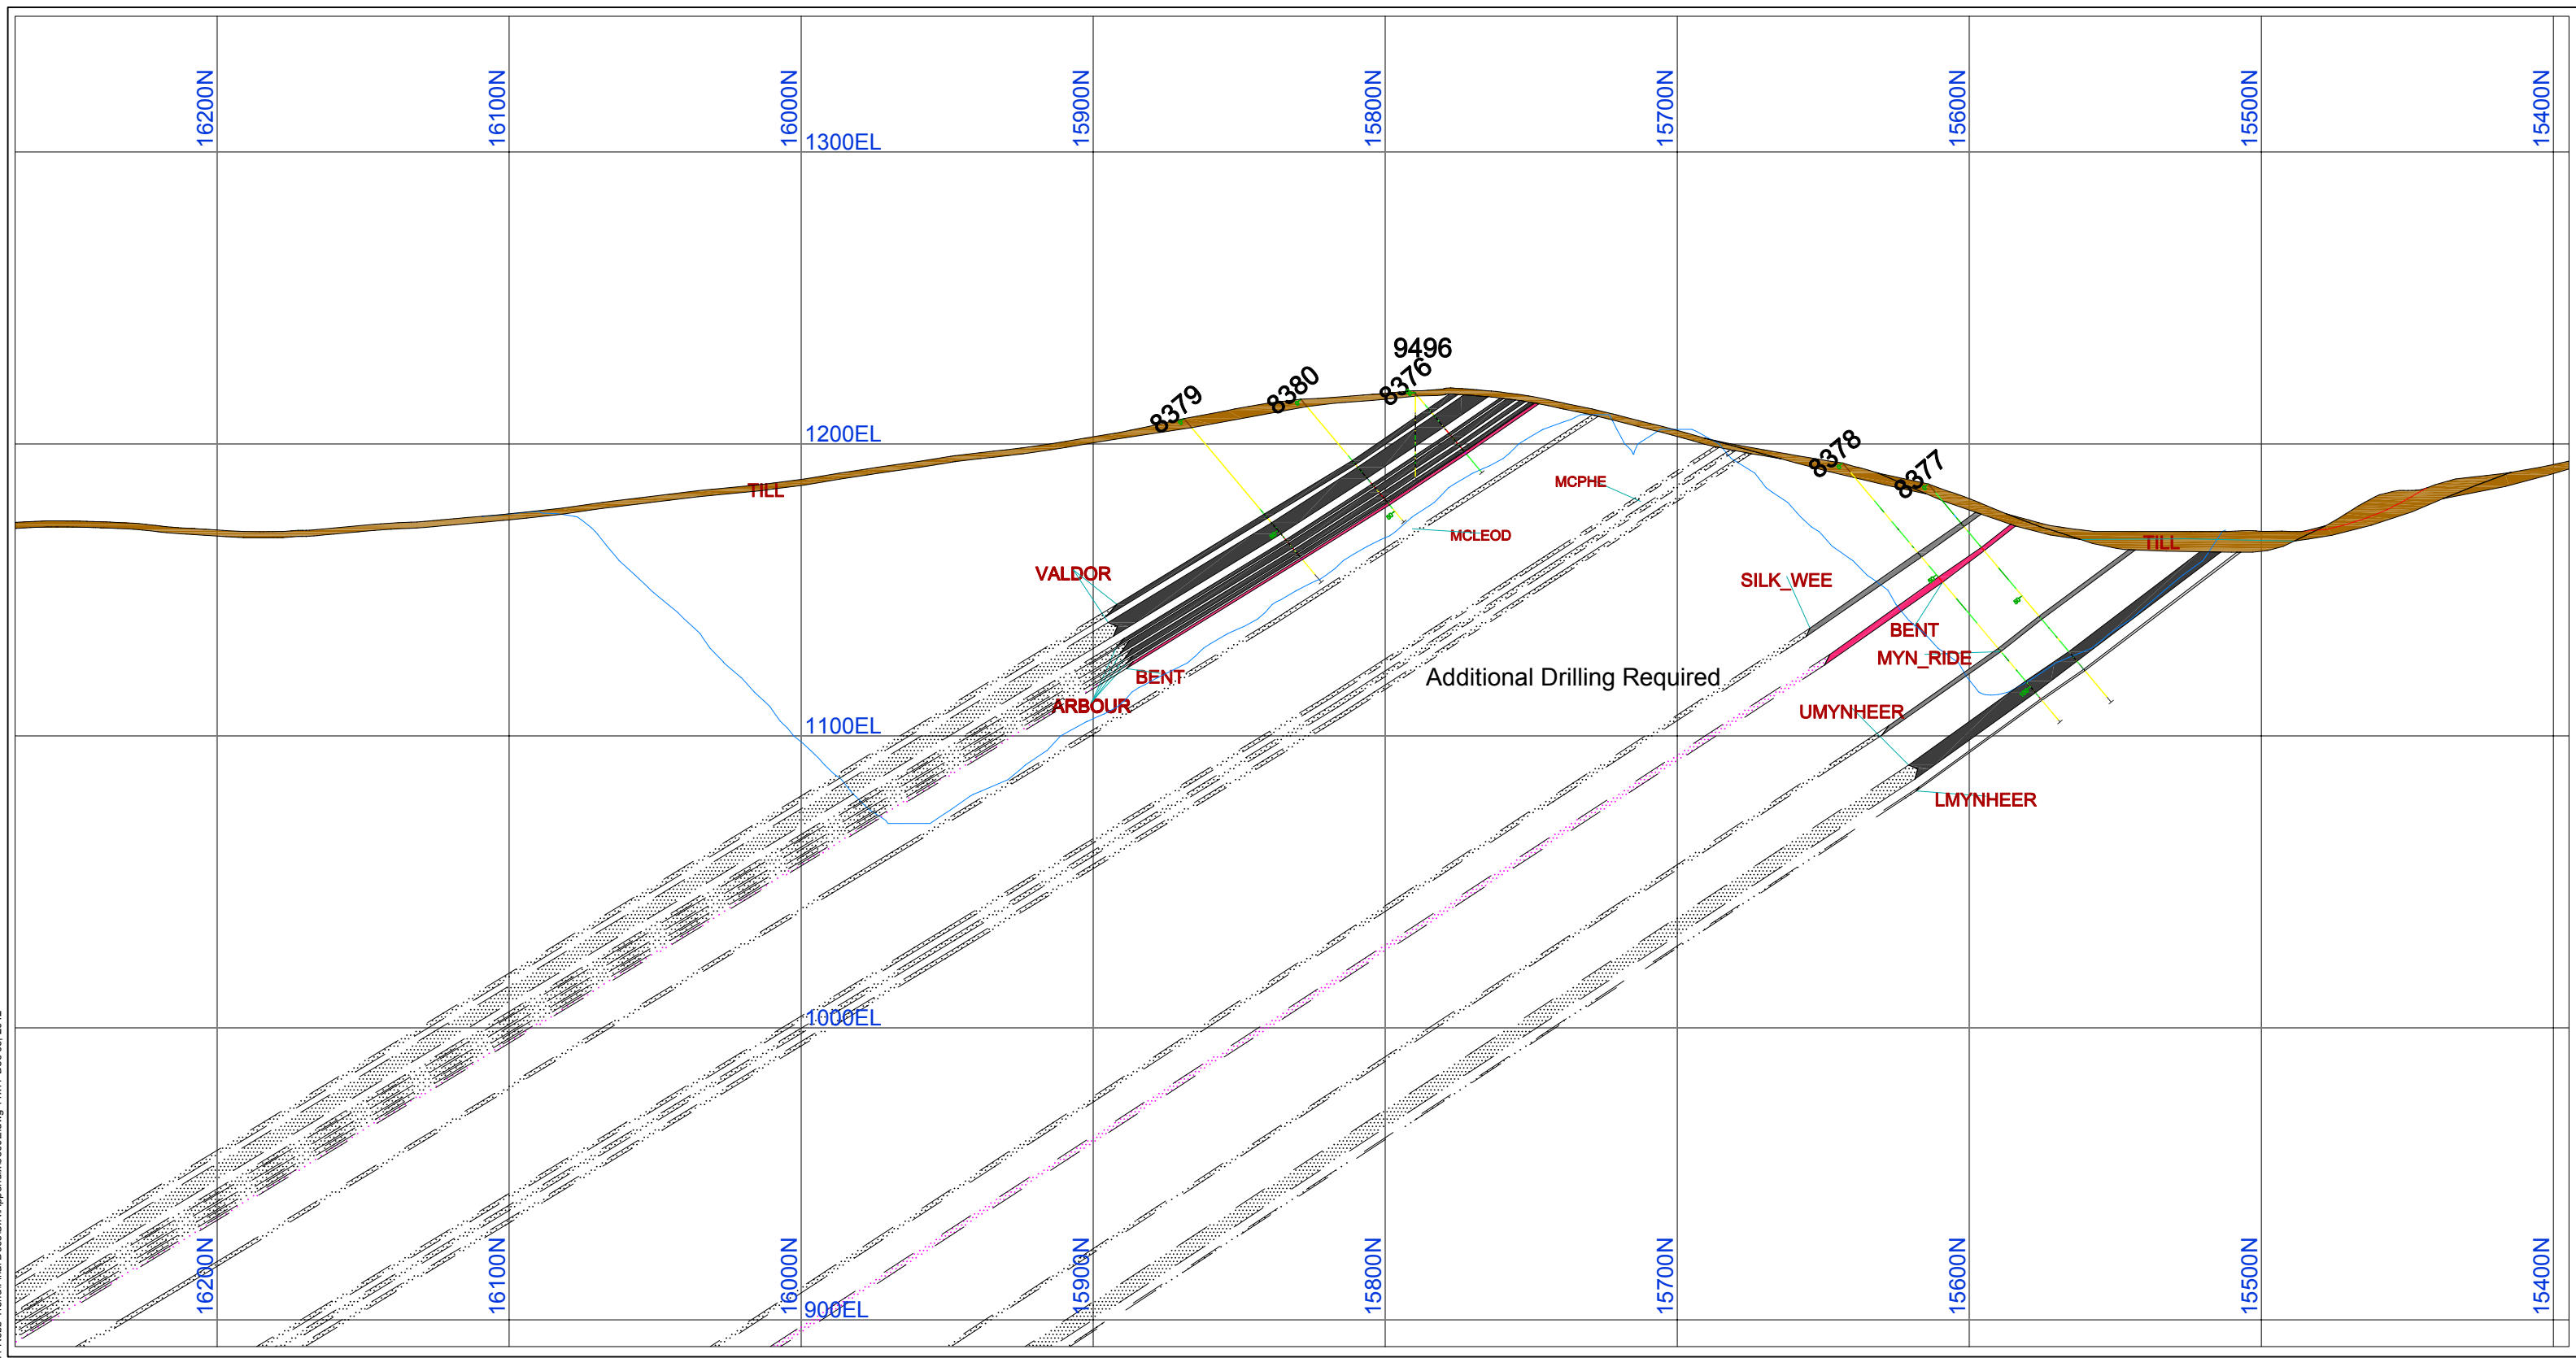 16200N
16100N
16000N
15900N
15800N
15700N
15600N
15500N
15400N
1300EL
9496
8379
8380
8376
1200EL
8378
8377
TILL
MCPHE
MCLEOD
TILL
VALDOR
SILK_WEE
BENT
MYN_RIDE
BENT
Additional Drilling Required
ARBOUR
UMYNHEER
1100EL
LMYNHEER
1000EL
16200N
16100N
16000N
15900N
15800N
15700N
15600N
15500N
15400N
900EL